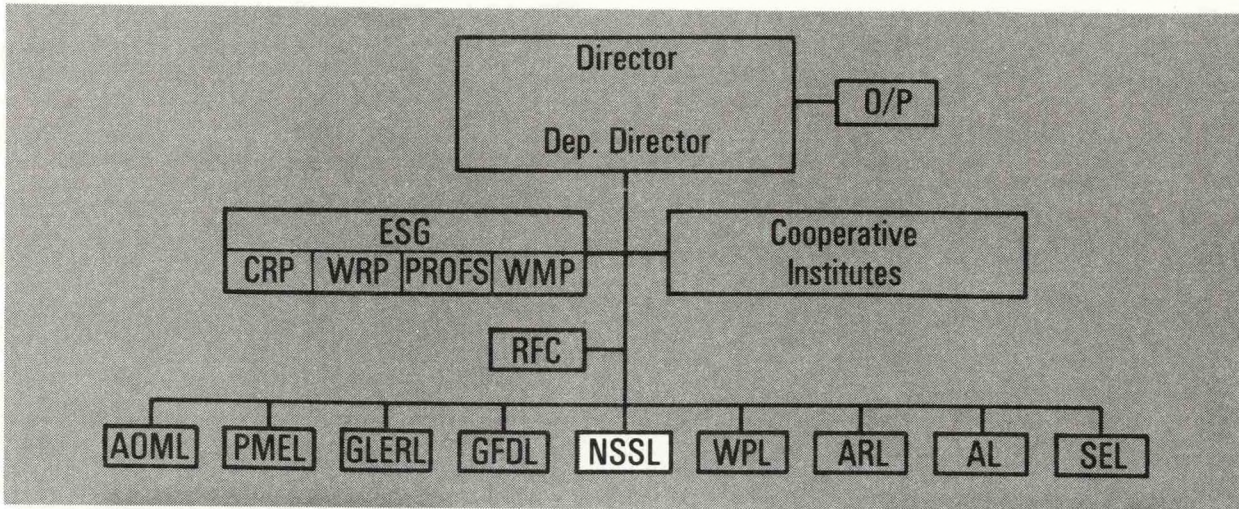 Director
Dep. Director
O/P
ESG
CRP WRP PROFS WMP
Cooperative
Institutes
RFC
AOML PMEL GLERL GFDL NSSL WPL ARL AL SEL